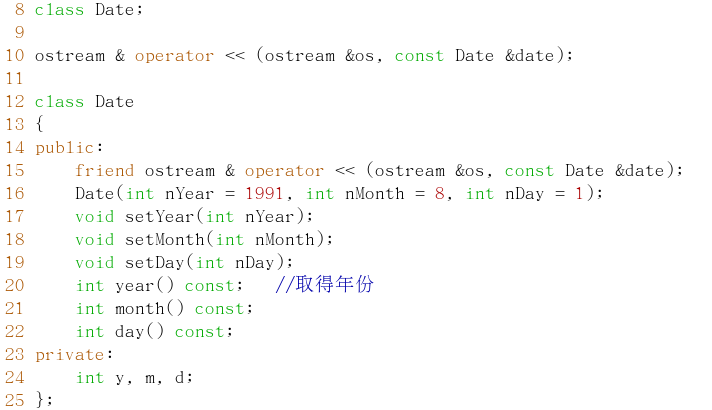 8 class Date;
9
10 ostream & operator << (ostream &os, const Date &date);
11
12 class Date
13 {
14 public:
15     friend ostream & operator << (ostream &os, const Date &date);
16     Date(int nYear = 1991, int nMonth = 8, int nDay = 1);
17     void setYear(int nYear);
18     void setMonth(int nMonth);
19     void setDay(int nDay);
20     int year() const;   //取得年份
21     int month() const;
22     int day() const;
23 private:
24     int y, m, d;
25 };